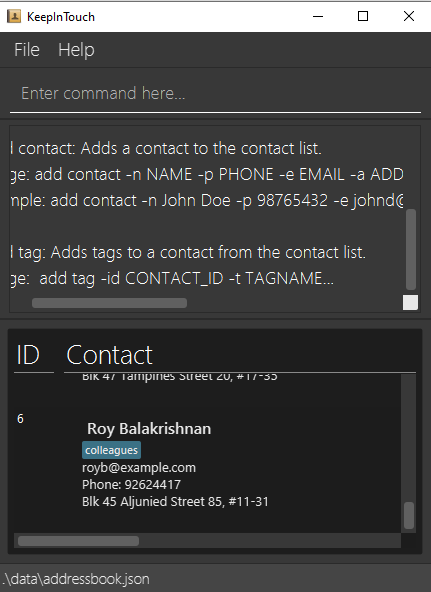 KeepInTouch
File Help
Enter command here...
d contact: Adds a contact to the contact list.
ge: add contact -n NAME -p PHONE -e EMAIL -a ADD
mple: add contact -n John Doe -p 98765432 -e johnd@
d tag: Adds tags to a contact from the contact list.
ge:  add tag -id CONTACT_ID -t TAGNAME...
ID Contact
Blk 47 Tampines Street 20, #17-35
6
Roy Balakrishnan
colleagues
royb@example.com
Phone: 92624417
Blk 45 Aljunied Street 85, #11-31
.\data\addressbook.json